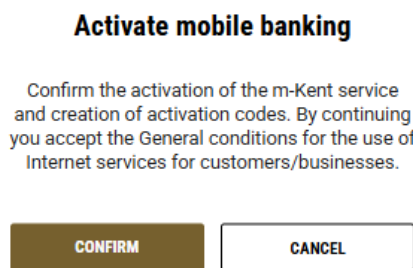 Activate mobile banking
Confirm the activation of the m-Kent service
and creation of activation codes. By continuing
you accept the General conditions for the use of
Internet services for customers/businesses.
CONFIRM
CANCEL